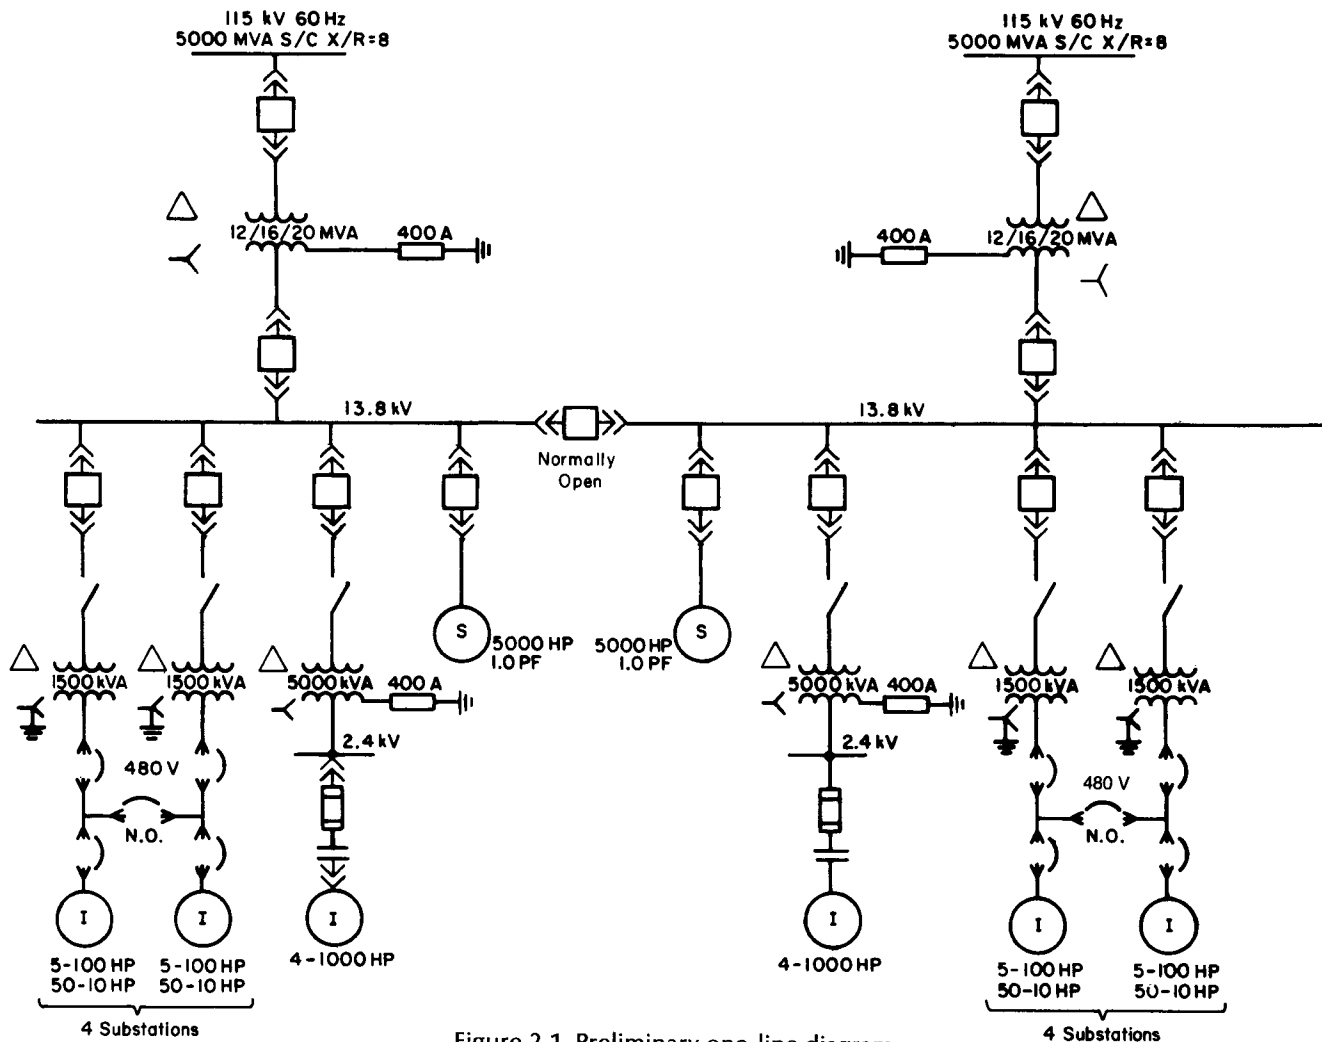 115 kV 60 Hz
5000 MVA S/C X/R=8
115 kV 60 Hz
5000 MVA S/C X/R=8
12/16/20 MVA
400 A
400 A
12/16/20 MVA
13.8 kV
13.8 kV
Normally
Open
S
5000 HP
1.0 PF
S
5000 HP
1.0 PF
1500 kVA
1500 kVA
5000 kVA
400 A
5000 kVA
400A
1500 kVA
1500 kVA
2.4 kV
2.4 kV
480 V
N.O.
480 V
N.O.
I
I
I
I
I
I
5-100 HP
50-10 HP
5-100 HP
50-10 HP
4-1000 HP
4-1000 HP
5-100 HP
50-10 HP
5-100 HP
50-10 HP
4 Substations
4 Substations
Figure 2.1 Preliminary one-line diagram